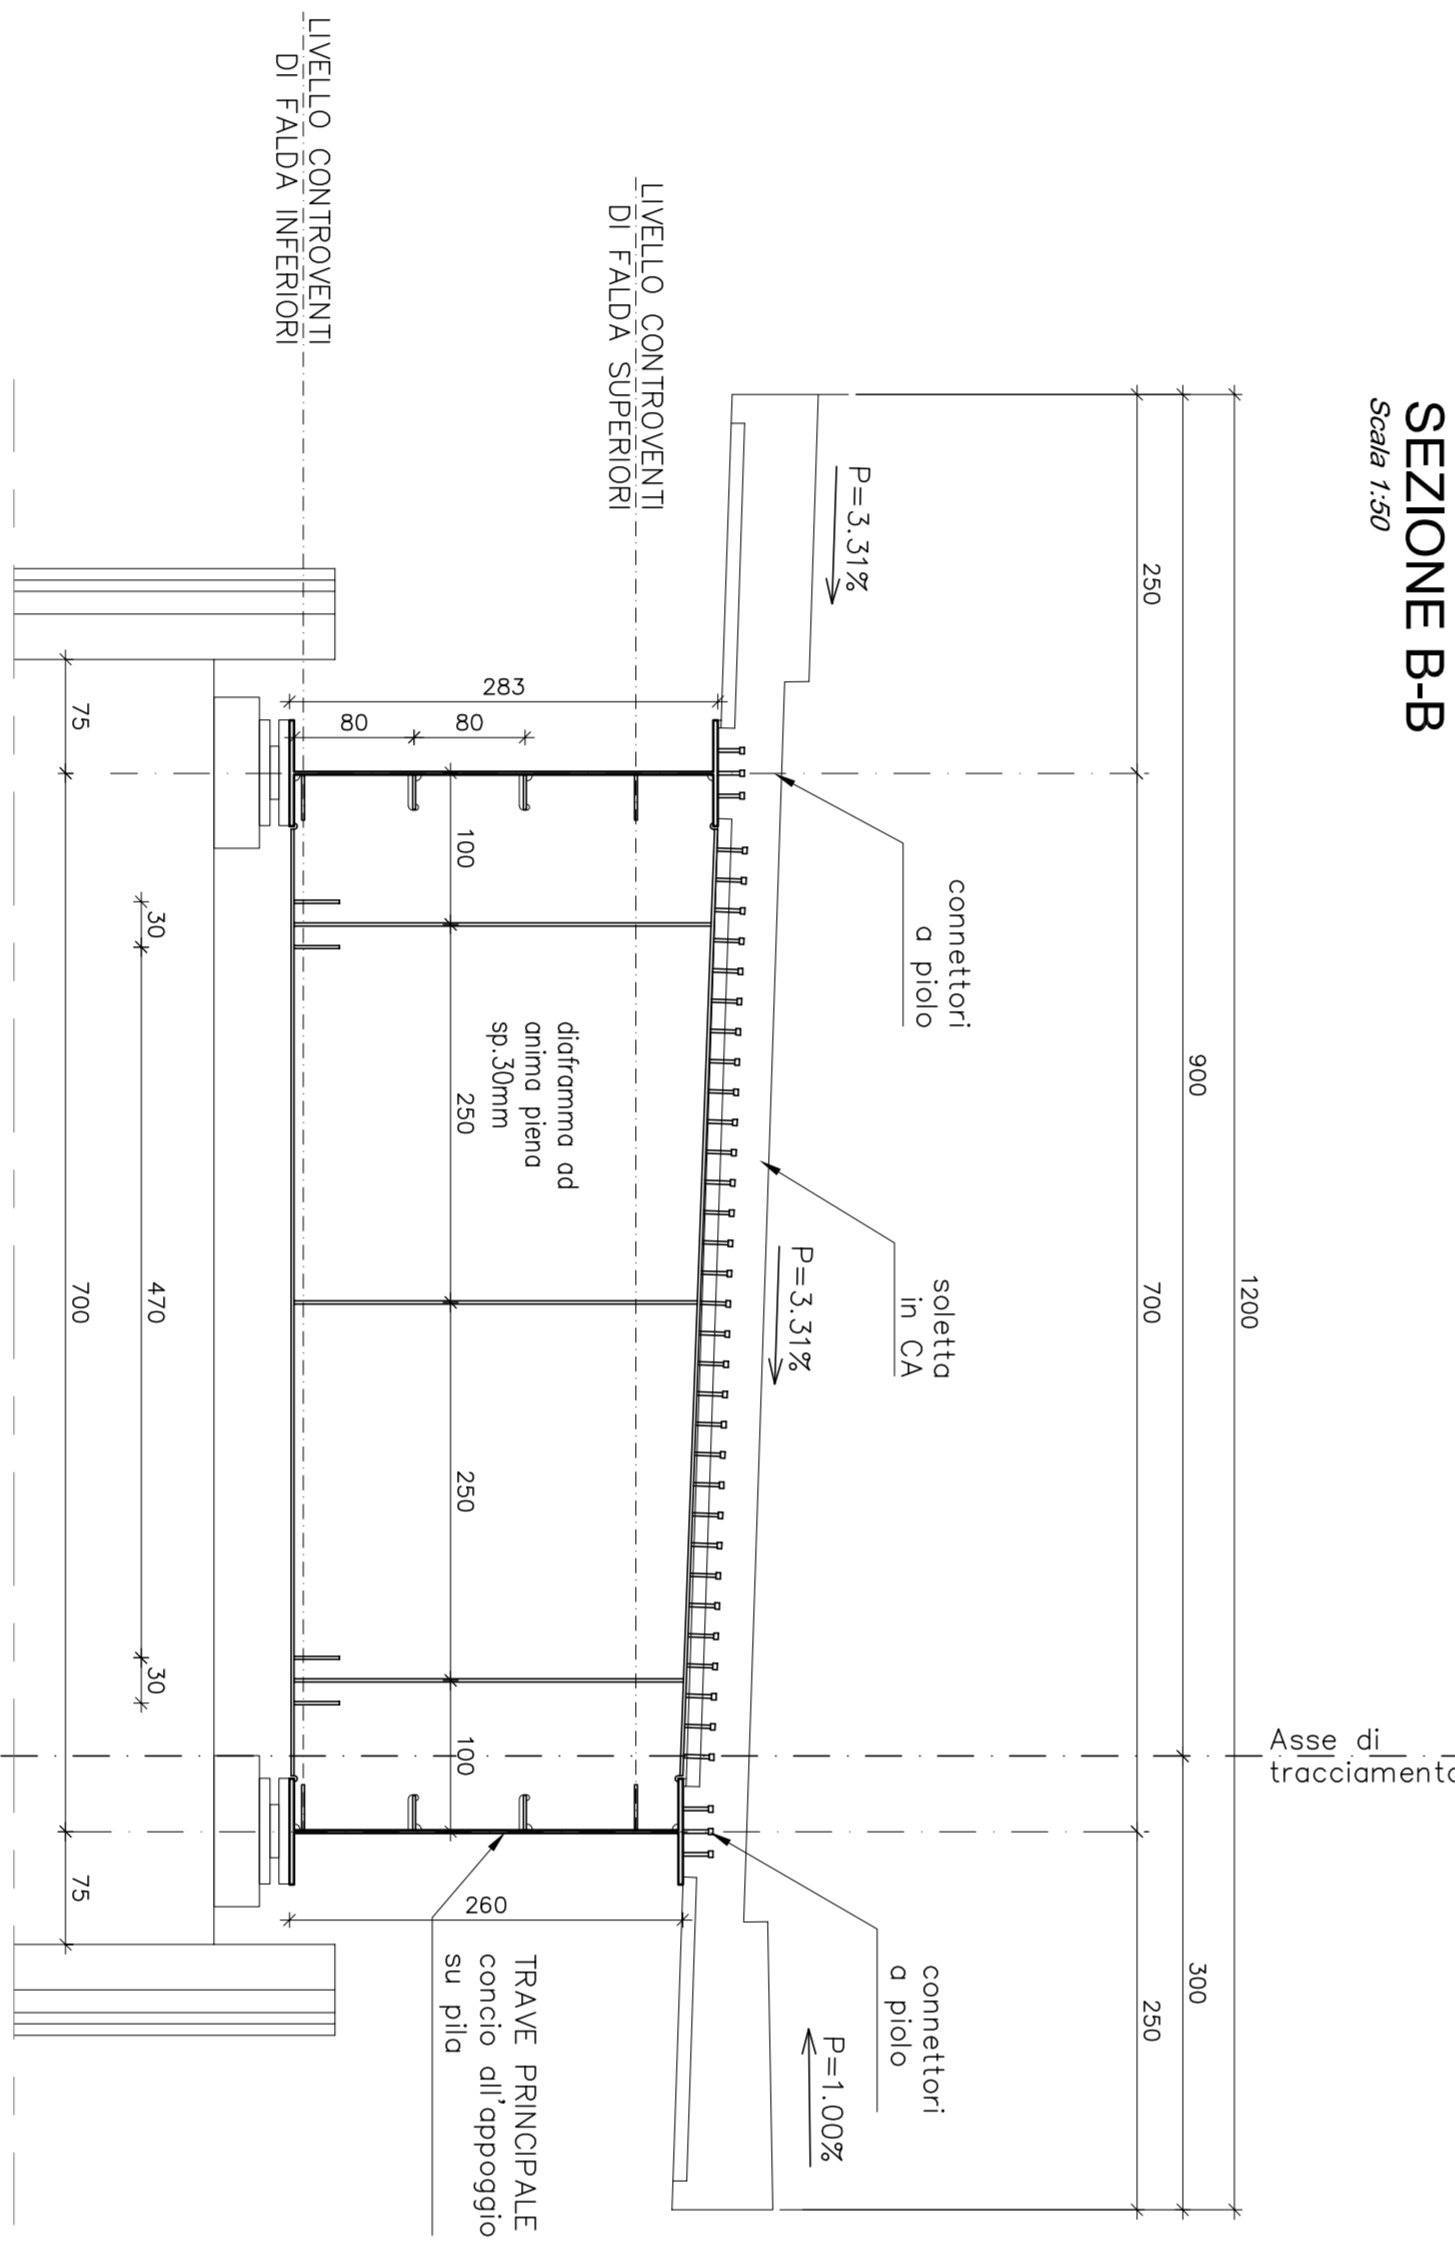 SEZIONE B-B
Scala 1:50
1200
900
300
250
700
250
Asse di
tracciamento
P=3.31%
connettori
a piolo
soletta
in CA
P=3.31%
connettori
a piolo
P=1.00%
LIVELLO CONTROVENTI
DI FALDA SUPERIORI
LIVELLO CONTROVENTI
DI FALDA INFERIORI
283
80
80
diaframma ad
anima piena
sp.30mm
100
250
250
100
260
TRAVE PRINCIPALE
concio all'appoggio
su pila
30
470
30
75
700
75